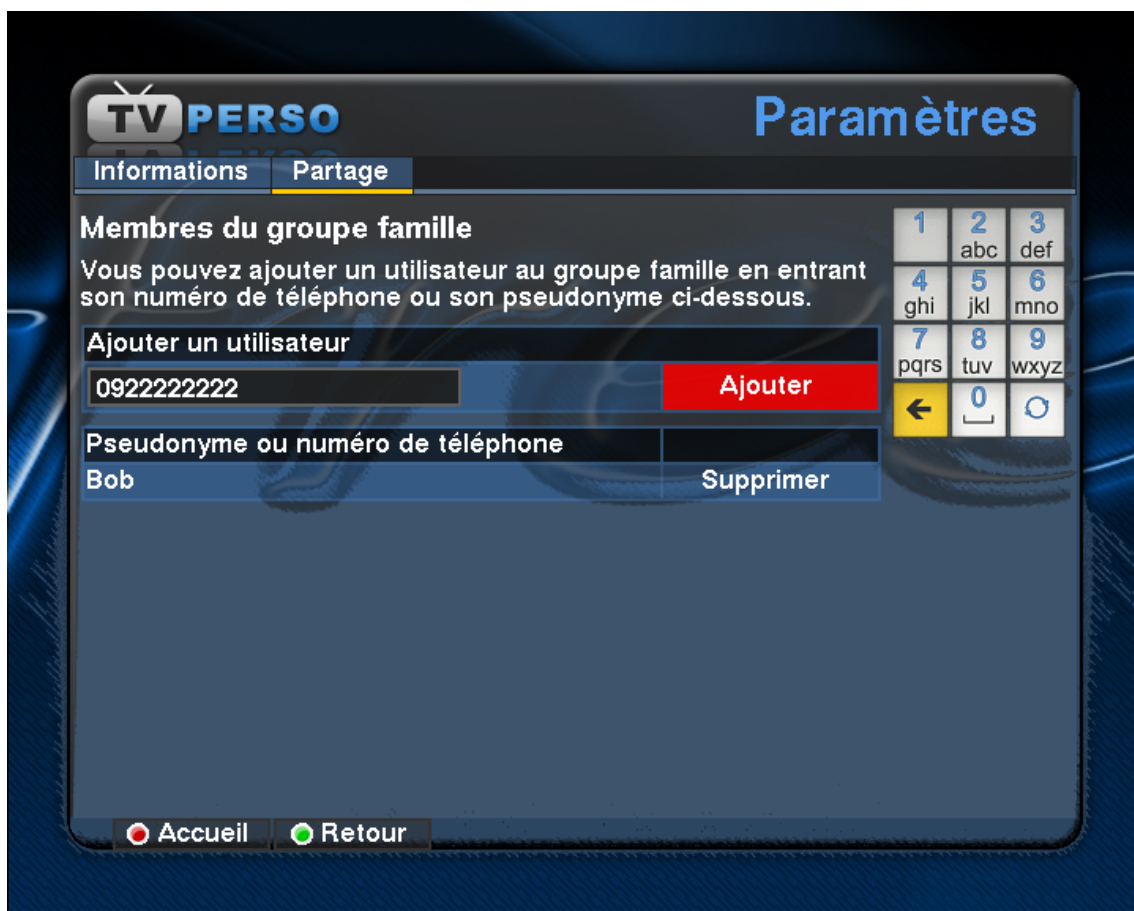 TV PERSO
Paramètres
Informations
Partage
Membres du groupe famille
Vous pouvez ajouter un utilisateur au groupe famille en entrant
son numéro de téléphone ou son pseudonyme ci-dessous.
Ajouter un utilisateur
0922222222
Ajouter
Pseudonyme ou numéro de téléphone
Bob
Supprimer
1 2 3
abc def
4 5 6
ghi jkl mno
7 8 9
pqrs tuv wxyz
0
Accueil
Retour